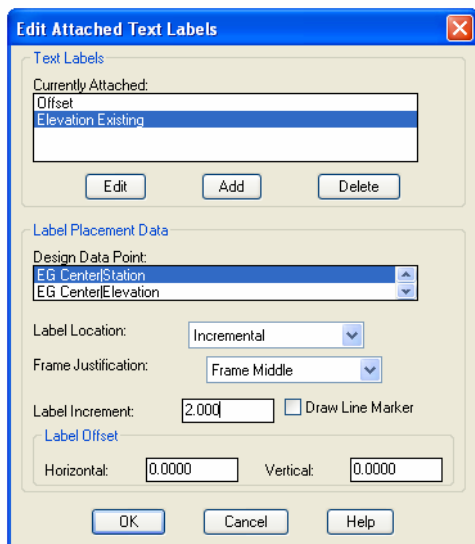 Edit Attached Text Labels
Text Labels
Currently Attached:
Offset
Elevation Existing
Edit Add Delete
Label Placement Data
Design Data Point:
EG Center|Station
EG Center|Elevation
Label Location: Incremental
Frame Justification: Frame Middle
Label Increment: 2.000 Draw Line Marker
Label Offset
Horizontal: 0.0000 Vertical: 0.0000
OK Cancel Help